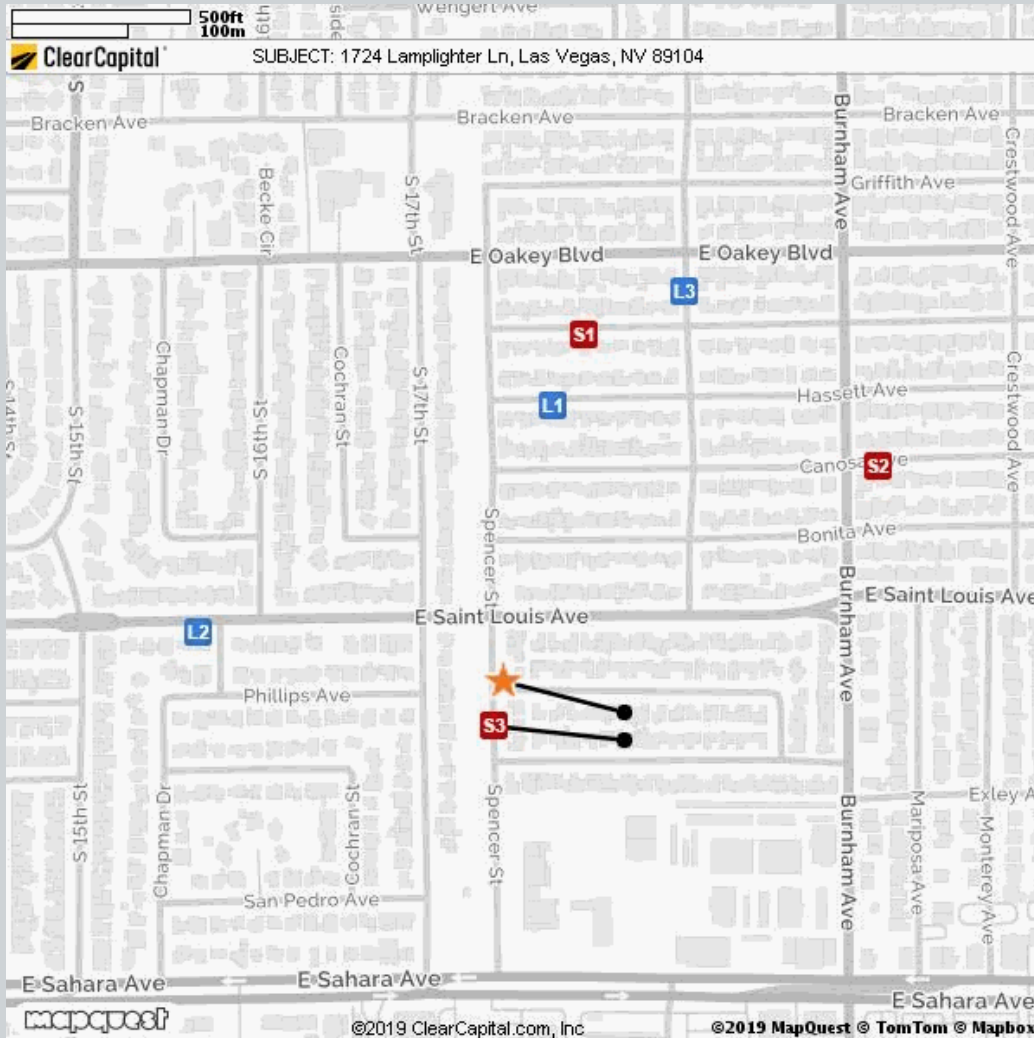 500ft
100m
Wengert Ave
ClearCapital
SUBJECT: 1724 Lamplighter Ln, Las Vegas, NV 89104
Bracken Ave
Bracken Ave
Bracken Ave
Burnham Ave
Crestwood Ave
Becke Cir
S 17th St
Griffith Ave
E Oakey Blvd
E Oakey Blvd
L3
S1
Chapman Dr
Cochran St
S 17th St
Crestwood Ave
S 14th St
S 15th St
S 16th St
Hassett Ave
L1
Canosa Ave
S2
Spencer St
Bonita Ave
Burnham Ave
E Saint Louis Ave
E Saint Louis Ave
L2
Phillips Ave
S3
S 15th St
Chapman Dr
Cochran St
Spencer St
Burnham Ave
Mariposa Ave
Exley A
Monterey Ave
San Pedro Ave
E Sahara Ave
E Sahara Ave
E Sahara Ave
mapquest
©2019 ClearCapital.com, Inc
©2019 MapQuest © TomTom © Mapbox